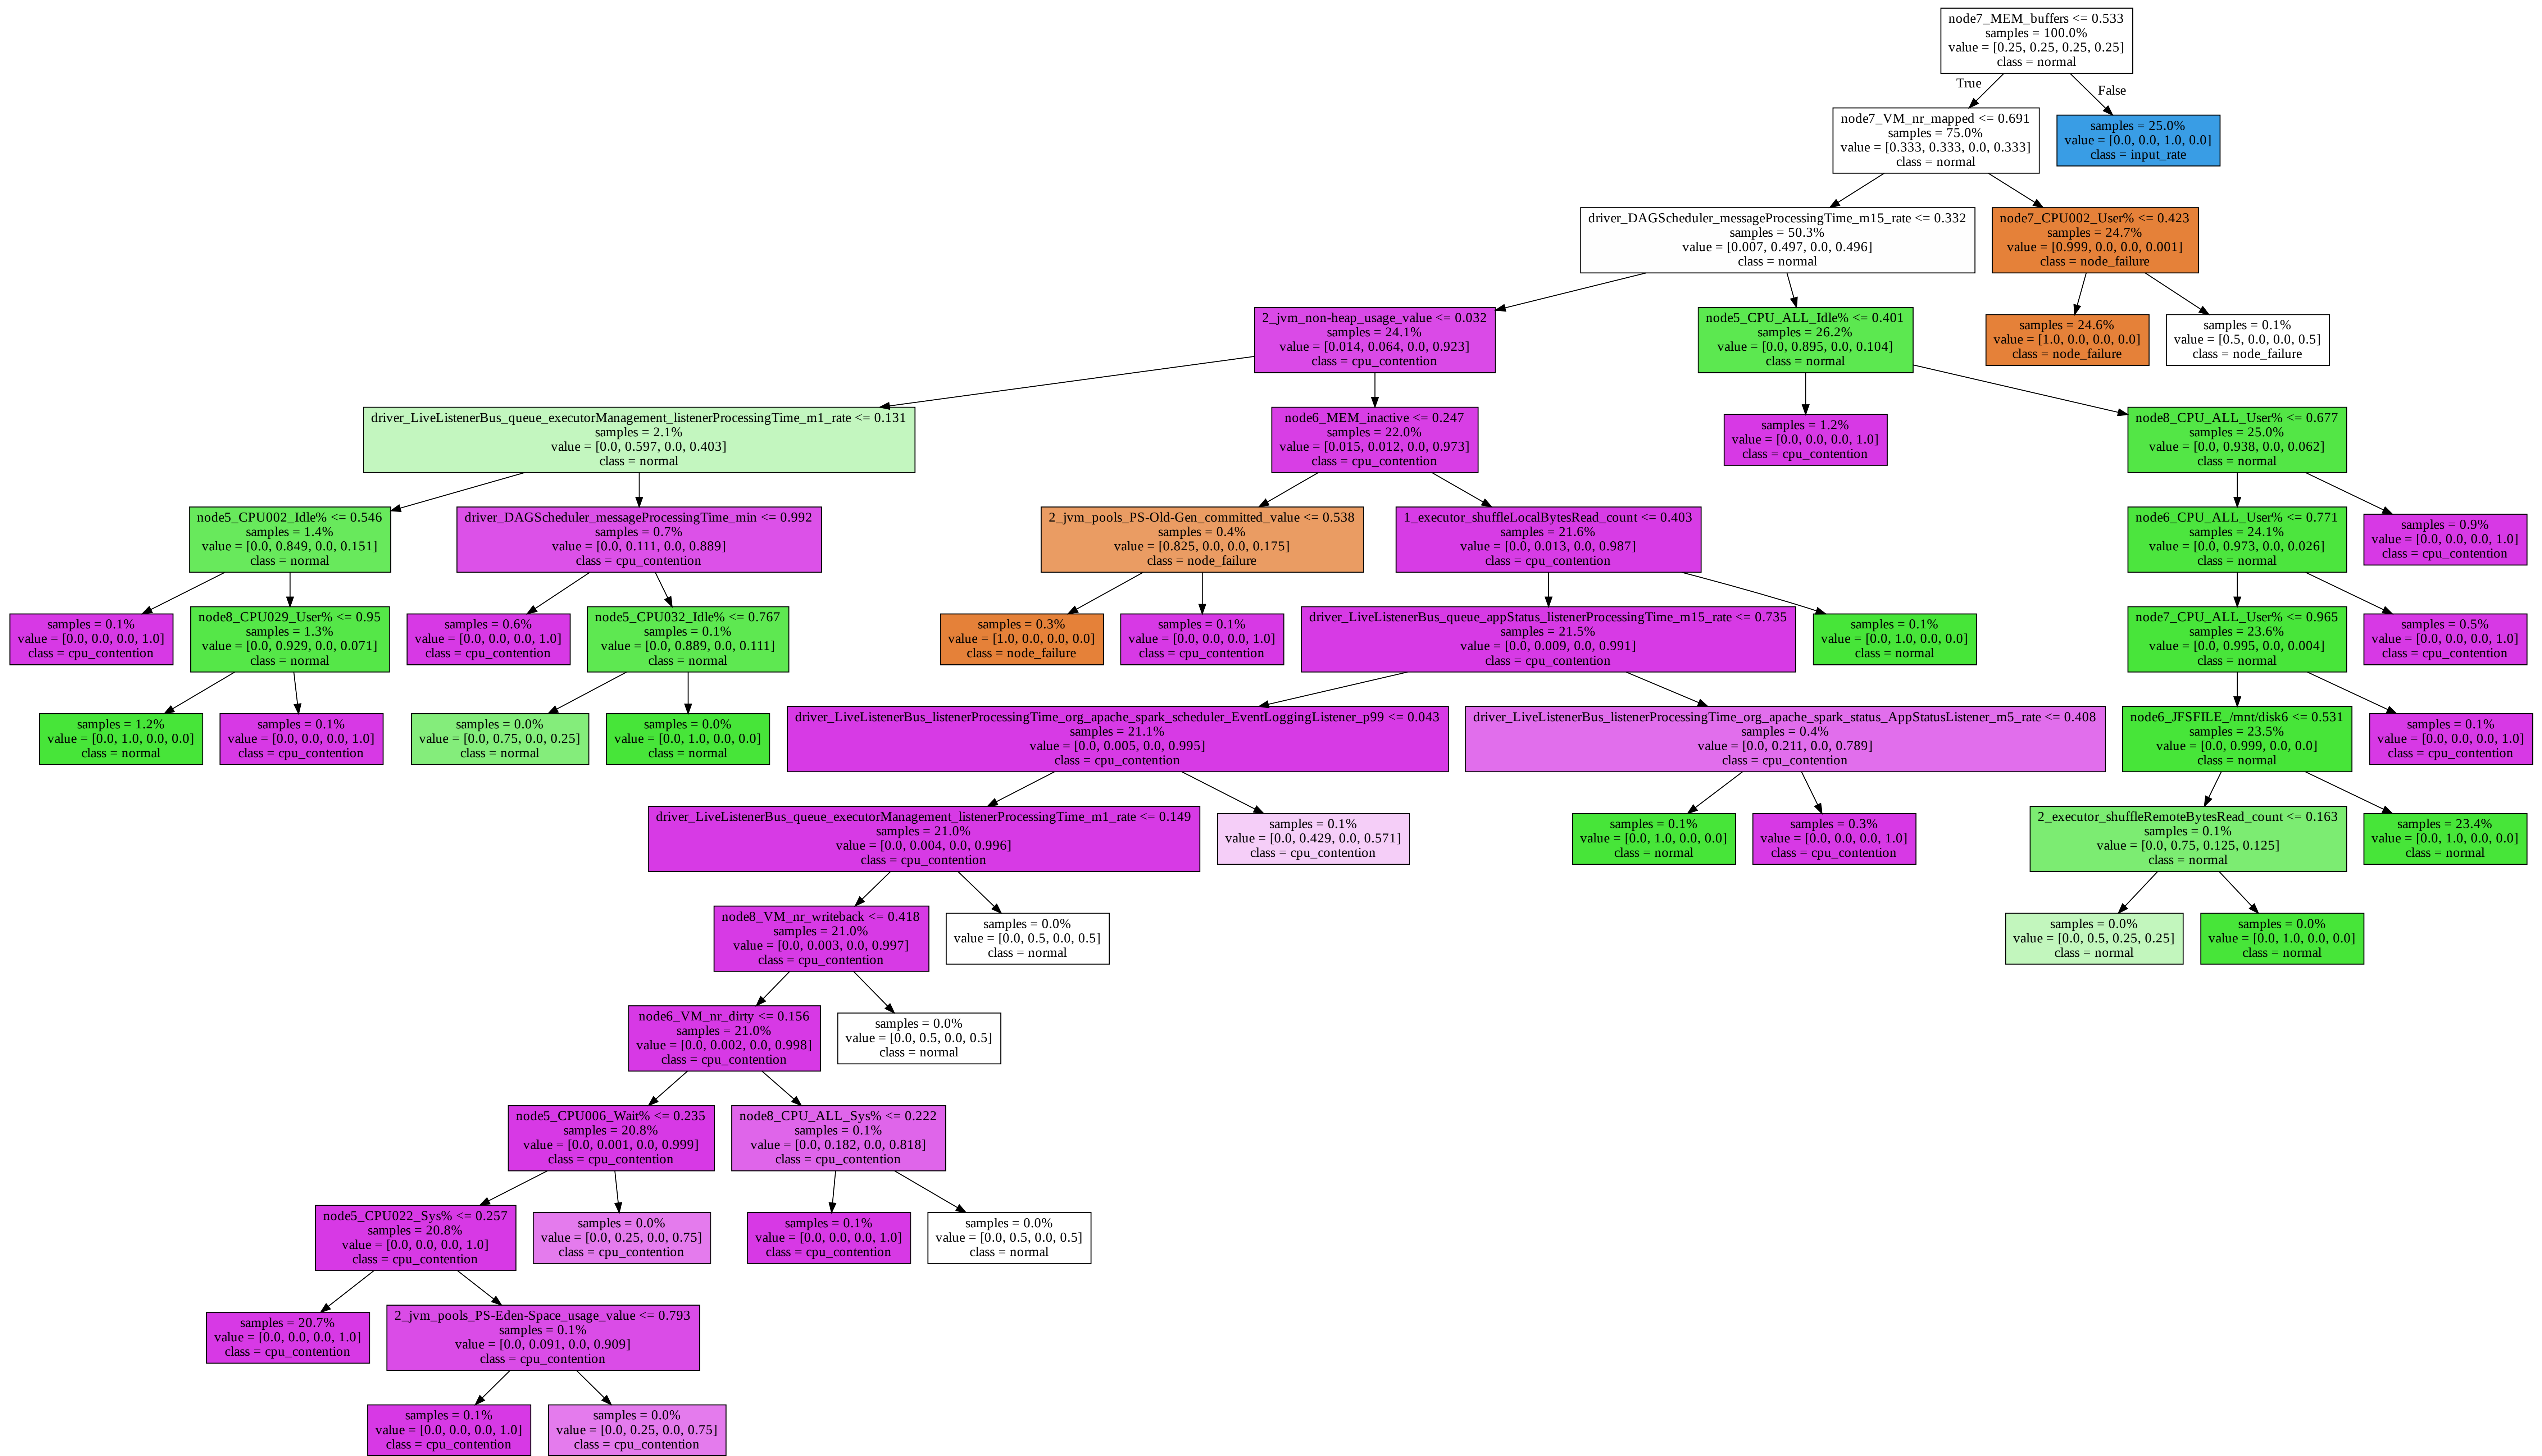 node7_MEM_buffers <= 0.533
samples = 100.0%
value = [0.25, 0.25, 0.25, 0.25]
class = normal
True
False
node7_VM_nr_mapped <= 0.691
samples = 75.0%
value = [0.333, 0.333, 0.0, 0.333]
class = normal
samples = 25.0%
value = [0.0, 0.0, 1.0, 0.0]
class = input_rate
driver_DAGScheduler_messageProcessingTime_m15_rate <= 0.332
samples = 50.3%
value = [0.007, 0.497, 0.0, 0.496]
class = normal
node7_CPU002_User% <= 0.423
samples = 24.7%
value = [0.999, 0.0, 0.0, 0.001]
class = node_failure
2_jvm_non-heap_usage_value <= 0.032
samples = 24.1%
value = [0.014, 0.064, 0.0, 0.923]
class = cpu_contention
node5_CPU_ALL_Idle% <= 0.401
samples = 26.2%
value = [0.0, 0.895, 0.0, 0.104]
class = normal
samples = 24.6%
value = [1.0, 0.0, 0.0, 0.0]
class = node_failure
samples = 0.1%
value = [0.5, 0.0, 0.0, 0.5]
class = node_failure
driver_LiveListenerBus_queue_executorManagement_listenerProcessingTime_m1_rate <= 0.131
samples = 2.1%
value = [0.0, 0.597, 0.0, 0.403]
class = normal
node6_MEM_inactive <= 0.247
samples = 22.0%
value = [0.015, 0.012, 0.0, 0.973]
class = cpu_contention
samples = 1.2%
value = [0.0, 0.0, 0.0, 1.0]
class = cpu_contention
node8_CPU_ALL_User% <= 0.677
samples = 25.0%
value = [0.0, 0.938, 0.0, 0.062]
class = normal
node5_CPU002_Idle% <= 0.546
samples = 1.4%
value = [0.0, 0.849, 0.0, 0.151]
class = normal
driver_DAGScheduler_messageProcessingTime_min <= 0.992
samples = 0.7%
value = [0.0, 0.111, 0.0, 0.889]
class = cpu_contention
2_jvm_pools_PS-Old-Gen_committed_value <= 0.538
samples = 0.4%
value = [0.825, 0.0, 0.0, 0.175]
class = node_failure
1_executor_shuffleLocalBytesRead_count <= 0.403
samples = 21.6%
value = [0.0, 0.013, 0.0, 0.987]
class = cpu_contention
node6_CPU_ALL_User% <= 0.771
samples = 24.1%
value = [0.0, 0.973, 0.0, 0.026]
class = normal
samples = 0.9%
value = [0.0, 0.0, 0.0, 1.0]
class = cpu_contention
samples = 0.1%
value = [0.0, 0.0, 0.0, 1.0]
class = cpu_contention
node8_CPU029_User% <= 0.95
samples = 1.3%
value = [0.0, 0.929, 0.0, 0.071]
class = normal
samples = 0.6%
value = [0.0, 0.0, 0.0, 1.0]
class = cpu_contention
node5_CPU032_Idle% <= 0.767
samples = 0.1%
value = [0.0, 0.889, 0.0, 0.111]
class = normal
samples = 0.3%
value = [1.0, 0.0, 0.0, 0.0]
class = node_failure
samples = 0.1%
value = [0.0, 0.0, 0.0, 1.0]
class = cpu_contention
driver_LiveListenerBus_queue_appStatus_listenerProcessingTime_m15_rate <= 0.735
samples = 21.5%
value = [0.0, 0.009, 0.0, 0.991]
class = cpu_contention
samples = 0.1%
value = [0.0, 1.0, 0.0, 0.0]
class = normal
node7_CPU_ALL_User% <= 0.965
samples = 23.6%
value = [0.0, 0.995, 0.0, 0.004]
class = normal
samples = 0.5%
value = [0.0, 0.0, 0.0, 1.0]
class = cpu_contention
samples = 1.2%
value = [0.0, 1.0, 0.0, 0.0]
class = normal
samples = 0.1%
value = [0.0, 0.0, 0.0, 1.0]
class = cpu_contention
samples = 0.0%
value = [0.0, 0.75, 0.0, 0.25]
class = normal
samples = 0.0%
value = [0.0, 1.0, 0.0, 0.0]
class = normal
driver_LiveListenerBus_listenerProcessingTime_org_apache_spark_scheduler_EventLoggingListener_p99 <= 0.043
samples = 21.1%
value = [0.0, 0.005, 0.0, 0.995]
class = cpu_contention
driver_LiveListenerBus_listenerProcessingTime_org_apache_spark_status_AppStatusListener_m5_rate <= 0.408
samples = 0.4%
value = [0.0, 0.211, 0.0, 0.789]
class = cpu_contention
node6_JFSFILE_/mnt/disk6 <= 0.531
samples = 23.5%
value = [0.0, 0.999, 0.0, 0.0]
class = normal
samples = 0.1%
value = [0.0, 0.0, 0.0, 1.0]
class = cpu_contention
driver_LiveListenerBus_queue_executorManagement_listenerProcessingTime_m1_rate <= 0.149
samples = 21.0%
value = [0.0, 0.004, 0.0, 0.996]
class = cpu_contention
samples = 0.1%
value = [0.0, 0.429, 0.0, 0.571]
class = cpu_contention
samples = 0.1%
value = [0.0, 1.0, 0.0, 0.0]
class = normal
samples = 0.3%
value = [0.0, 0.0, 0.0, 1.0]
class = cpu_contention
2_executor_shuffleRemoteBytesRead_count <= 0.163
samples = 0.1%
value = [0.0, 0.75, 0.125, 0.125]
class = normal
samples = 23.4%
value = [0.0, 1.0, 0.0, 0.0]
class = normal
node8_VM_nr_writeback <= 0.418
samples = 21.0%
value = [0.0, 0.003, 0.0, 0.997]
class = cpu_contention
samples = 0.0%
value = [0.0, 0.5, 0.0, 0.5]
class = normal
samples = 0.0%
value = [0.0, 0.5, 0.25, 0.25]
class = normal
samples = 0.0%
value = [0.0, 1.0, 0.0, 0.0]
class = normal
node6_VM_nr_dirty <= 0.156
samples = 21.0%
value = [0.0, 0.002, 0.0, 0.998]
class = cpu_contention
samples = 0.0%
value = [0.0, 0.5, 0.0, 0.5]
class = normal
node5_CPU006_Wait% <= 0.235
samples = 20.8%
value = [0.0, 0.001, 0.0, 0.999]
class = cpu_contention
node8_CPU_ALL_Sys% <= 0.222
samples = 0.1%
value = [0.0, 0.182, 0.0, 0.818]
class = cpu_contention
node5_CPU022_Sys% <= 0.257
samples = 20.8%
value = [0.0, 0.0, 0.0, 1.0]
class = cpu_contention
samples = 0.0%
value = [0.0, 0.25, 0.0, 0.75]
class = cpu_contention
samples = 0.1%
value = [0.0, 0.0, 0.0, 1.0]
class = cpu_contention
samples = 0.0%
value = [0.0, 0.5, 0.0, 0.5]
class = normal
samples = 20.7%
value = [0.0, 0.0, 0.0, 1.0]
class = cpu_contention
2_jvm_pools_PS-Eden-Space_usage_value <= 0.793
samples = 0.1%
value = [0.0, 0.091, 0.0, 0.909]
class = cpu_contention
samples = 0.1%
value = [0.0, 0.0, 0.0, 1.0]
class = cpu_contention
samples = 0.0%
value = [0.0, 0.25, 0.0, 0.75]
class = cpu_contention